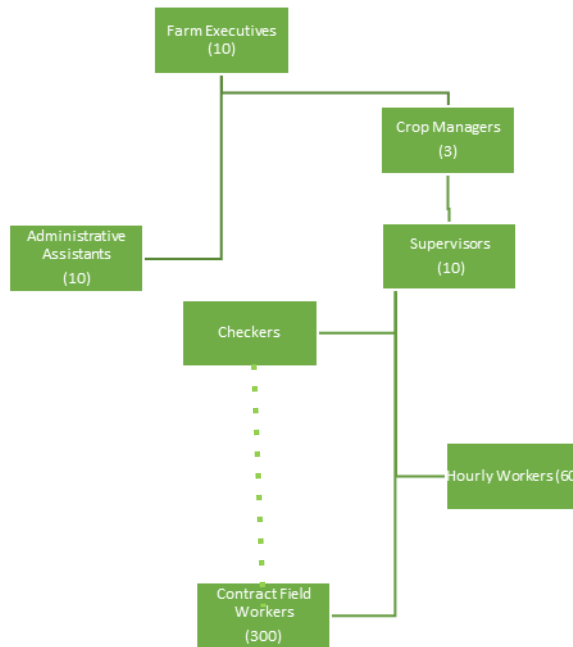 Farm Executives
(10)
Crop Managers
(3)
Administrative
Assistants
(10)
Supervisors
(10)
Checkers
Hourly Workers (60
Contract Field
Workers
(300)